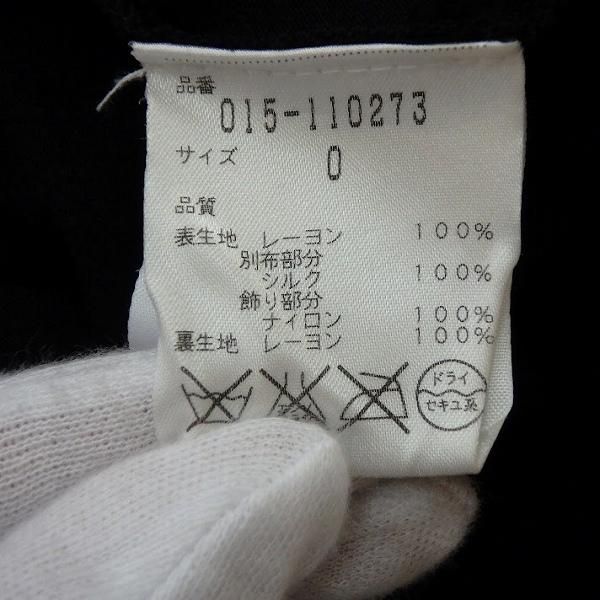 品番
015-110273
サイズ 0
品質
表生地 レーヨン 100%
別布部分
シルク 100%
飾り部分
ナイロン 100%
裏生地 レーヨン 100%
ドライ
セキユ系